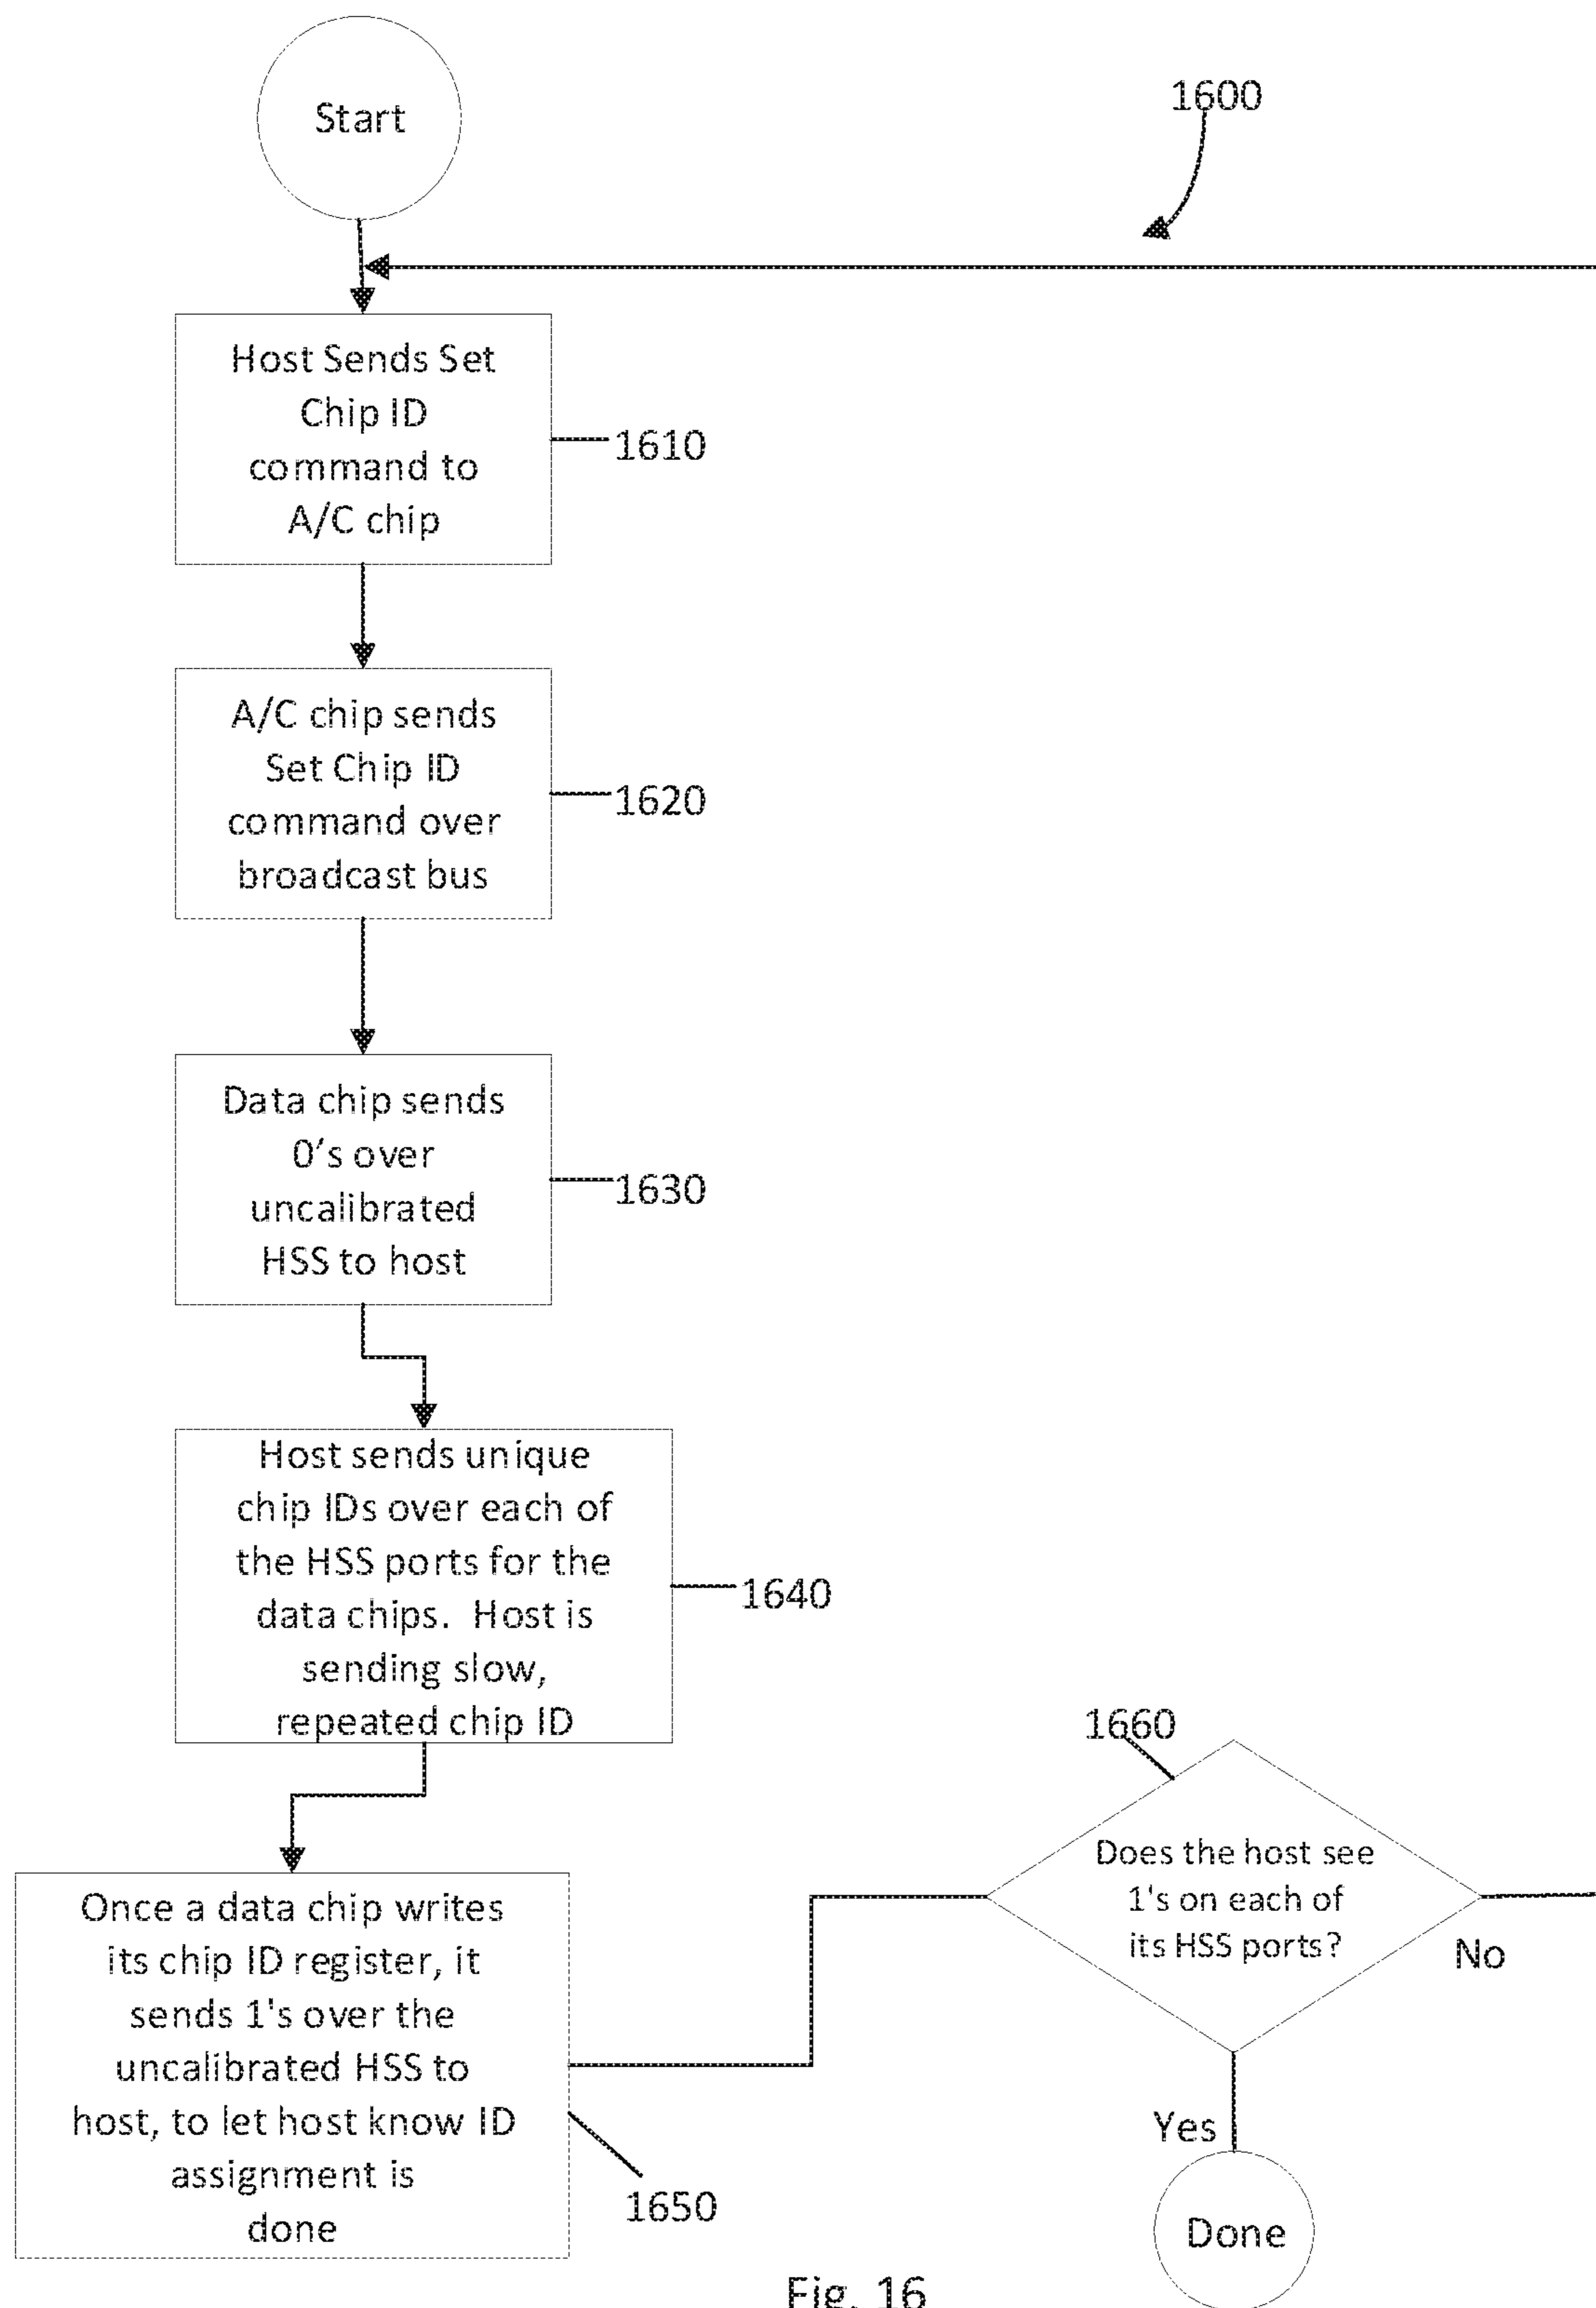 Start
1600
Host Sends Set
Chip ID
command to
A/C chip
1610
A/C chip sends
Set Chip ID
command over
broadcast bus
1620
Data chip sends
0's over
uncalibrated
HSS to host
1630
Host sends unique
chip IDs over each of
the HSS ports for the
data chips. Host is
sending slow,
repeated chip ID
1640
Once a data chip writes
its chip ID register, it
sends 1's over the
uncalibrated HSS to
host, to let host know ID
assignment is
done
1650
1660
Does the host see
1's on each of
its HSS ports?
No
Yes
Done
Fig. 16